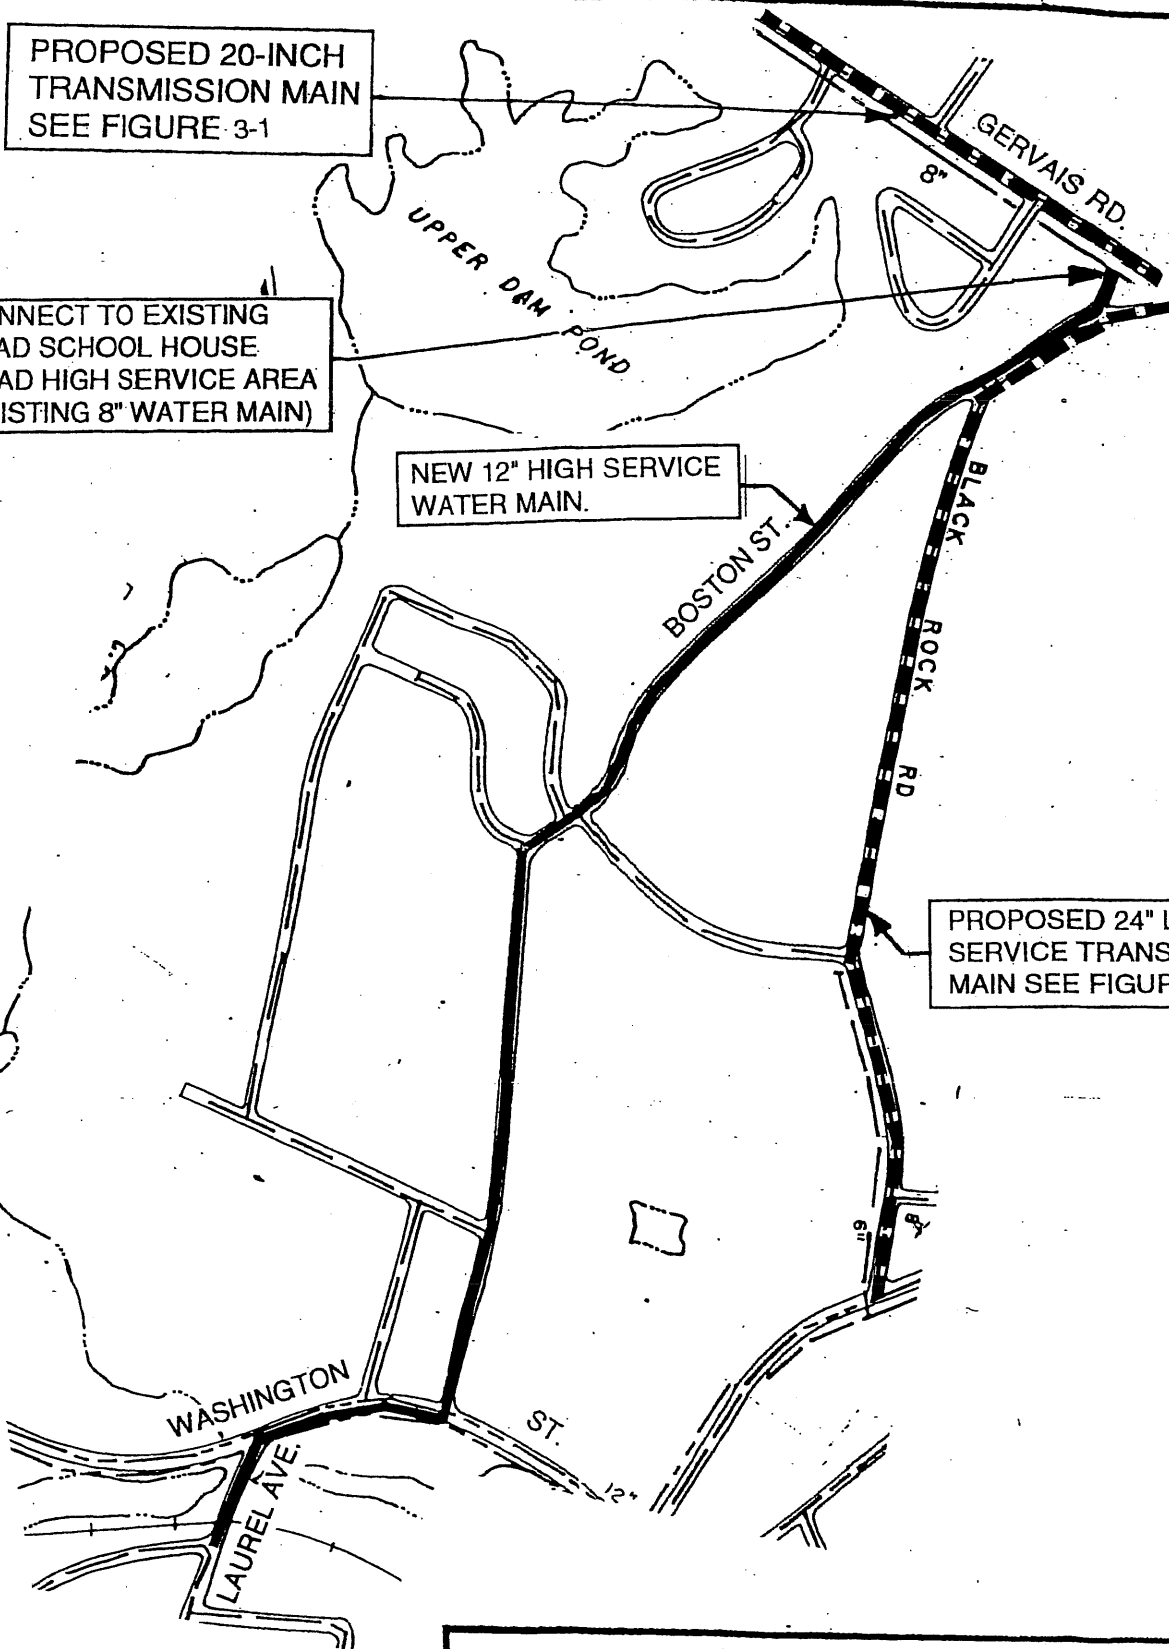 PROPOSED 20-INCH
TRANSMISSION MAIN
SEE FIGURE 3-1
GERVAIS RD.
8"
UPPER DAM POND
NNECT TO EXISTING
AD SCHOOL HOUSE
AD HIGH SERVICE AREA
ISTING 8" WATER MAIN)
NEW 12" HIGH SERVICE
WATER MAIN.
BOSTON ST.
BLACK ROCK RD
PROPOSED 24" L
SERVICE TRANS
MAIN SEE FIGUR
6"
8"
WASHINGTON ST.
12"
LAUREL AVE.